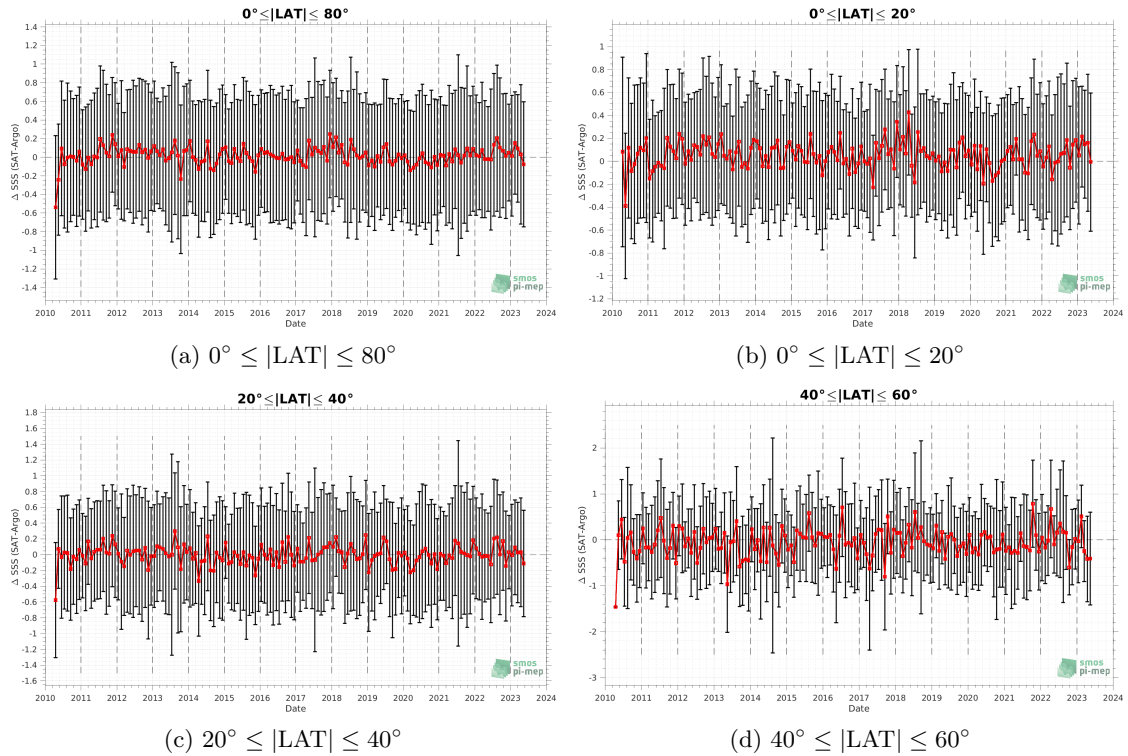 0°≤|LAT|≤ 80°
1.4
1.2
1
0.8
0.6
0.4
0.2
0
-0.2
-0.4
-0.6
-0.8
-1
-1.2
-1.4
Δ SSS (SAT-Argo)
smos
pi-mep
2010 2011 2012 2013 2014 2015 2016 2017 2018 2019 2020 2021 2022 2023 2024
Date
(a) 0° ≤ |LAT| ≤ 80°
0°≤|LAT|≤ 20°
1
0.8
0.6
0.4
0.2
0
-0.2
-0.4
-0.6
-0.8
-1
-1.2
Δ SSS (SAT-Argo)
smos
pi-mep
2010 2011 2012 2013 2014 2015 2016 2017 2018 2019 2020 2021 2022 2023 2024
Date
(b) 0° ≤ |LAT| ≤ 20°
20°≤|LAT|≤ 40°
1.8
1.6
1.4
1.2
1
0.8
0.6
0.4
0.2
0
-0.2
-0.4
-0.6
-0.8
-1
-1.2
-1.4
-1.6
Δ SSS (SAT-Argo)
smos
pi-mep
2010 2011 2012 2013 2014 2015 2016 2017 2018 2019 2020 2021 2022 2023 2024
Date
(c) 20° ≤ |LAT| ≤ 40°
40°≤|LAT|≤ 60°
2
1
0
-1
-2
-3
Δ SSS (SAT-Argo)
smos
pi-mep
2010 2011 2012 2013 2014 2015 2016 2017 2018 2019 2020 2021 2022 2023 2024
Date
(d) 40° ≤ |LAT| ≤ 60°